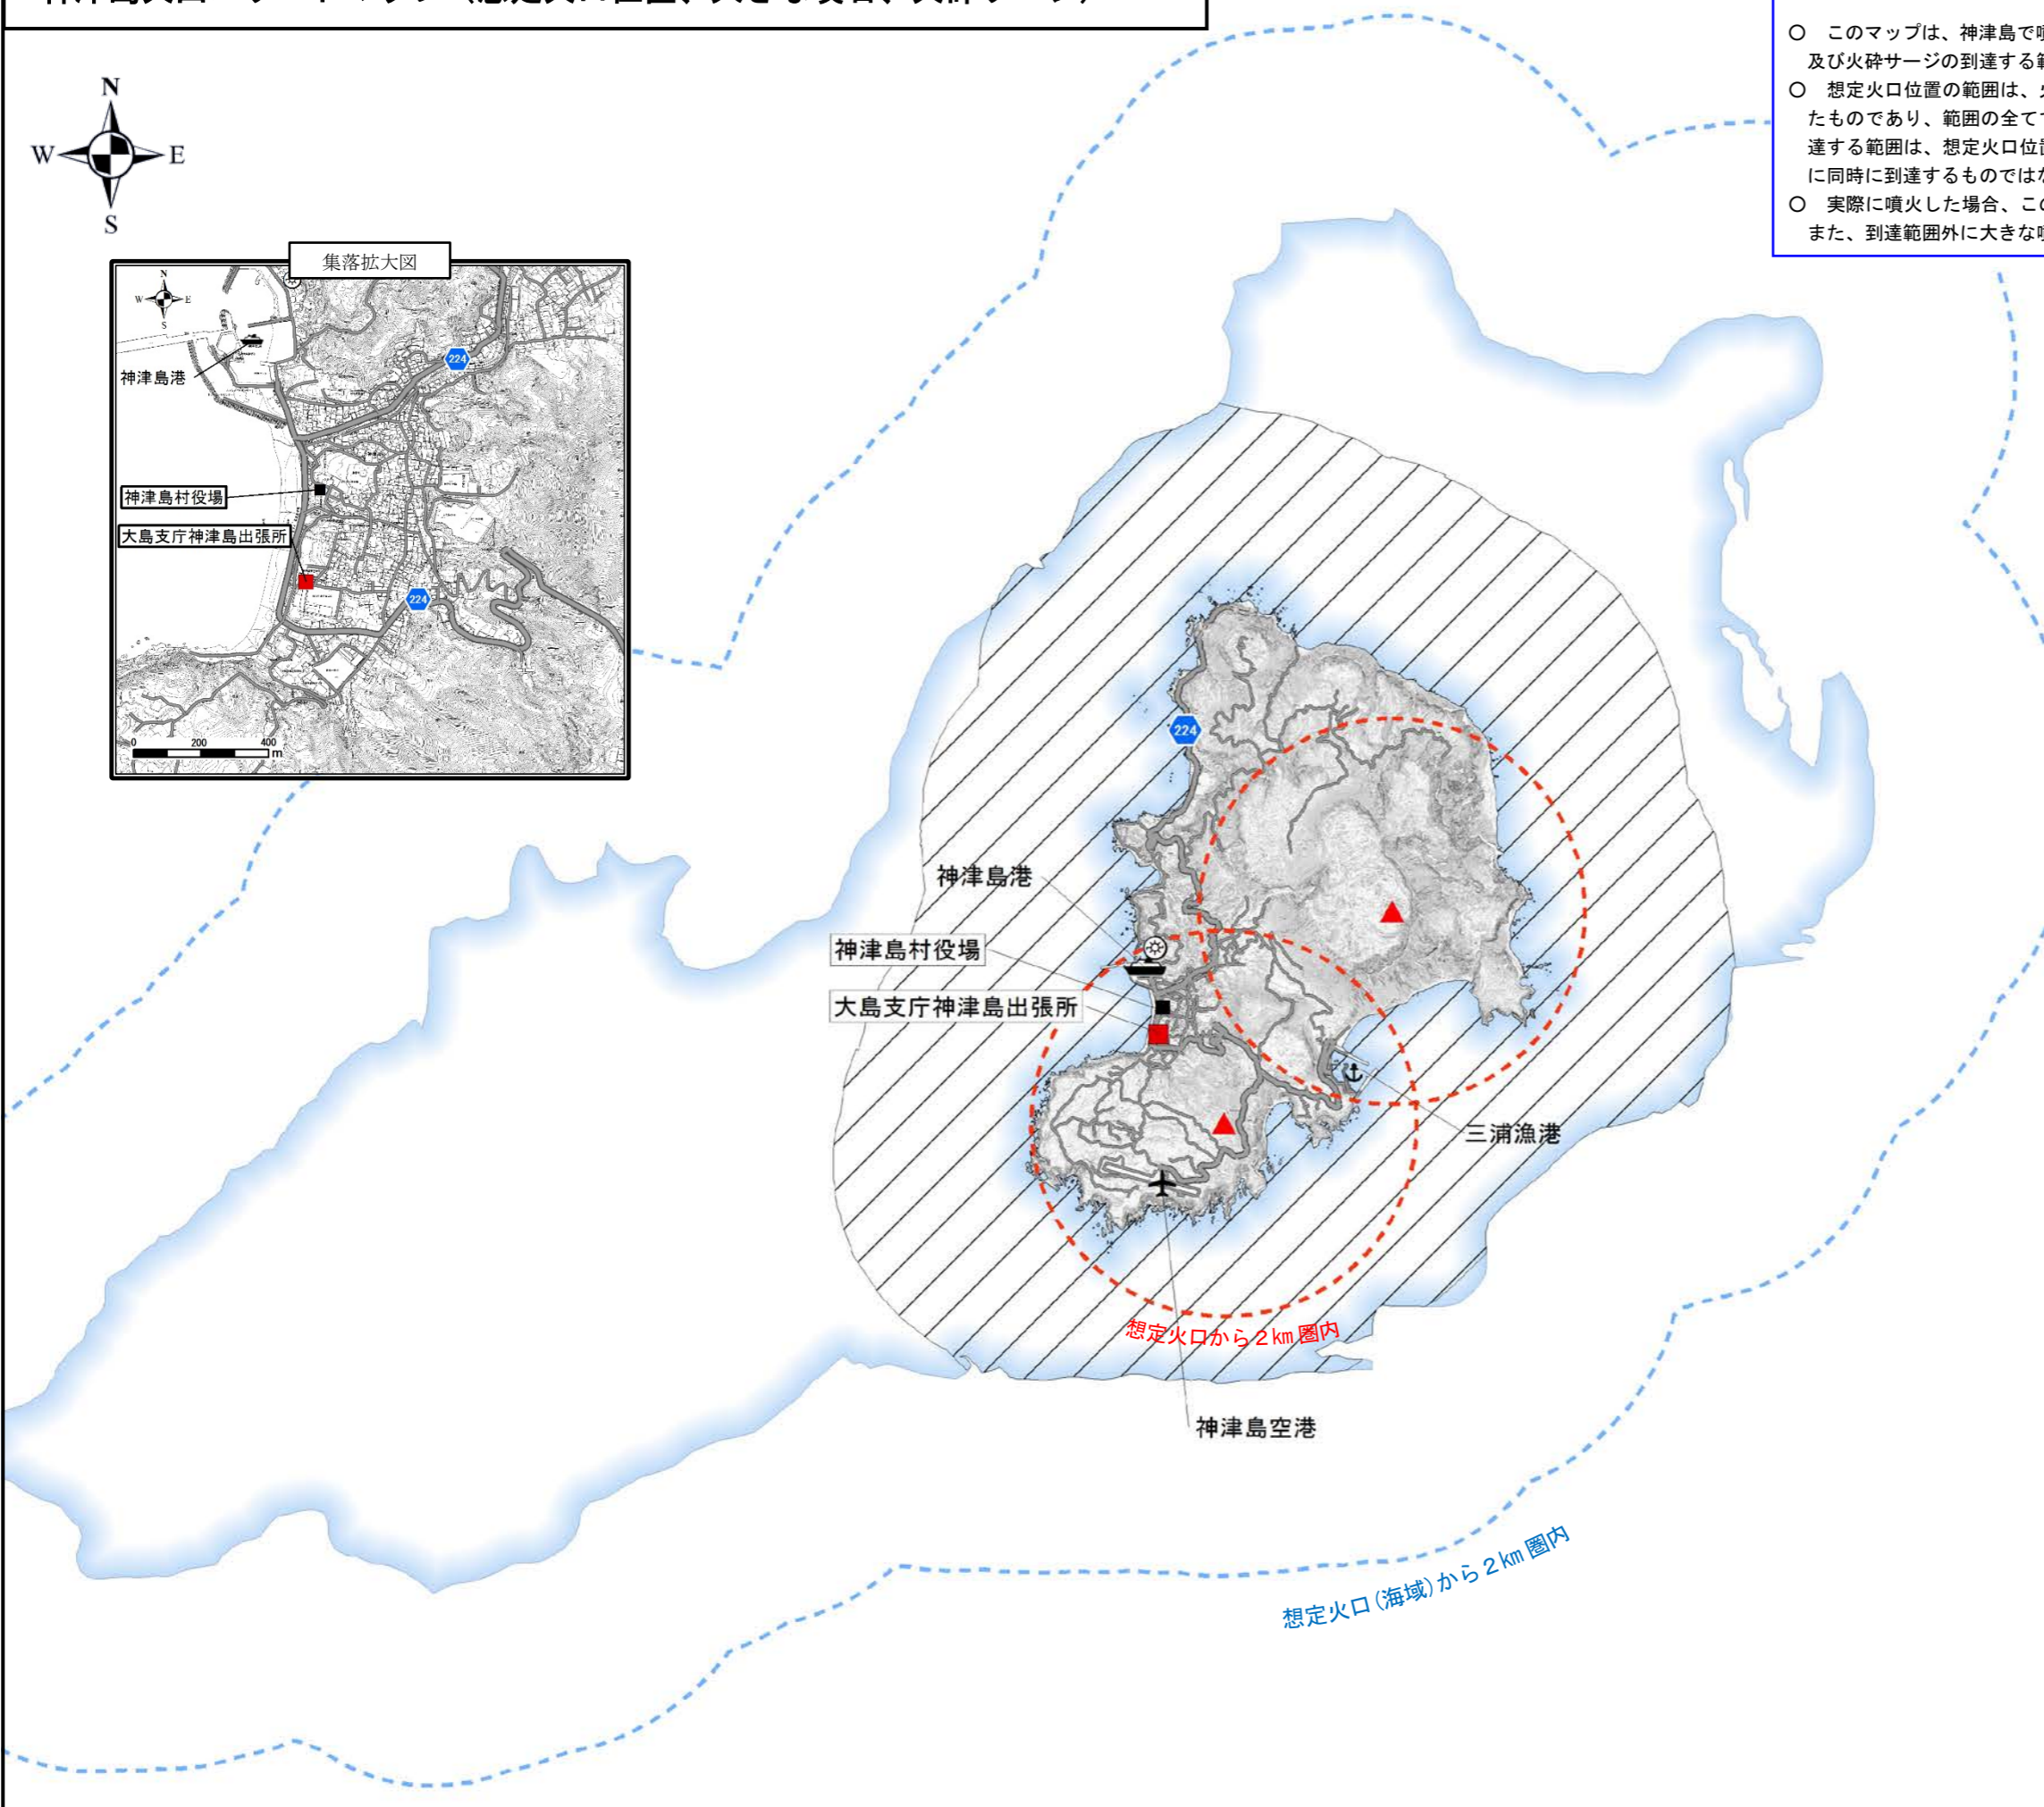 ○　このマップは、神津島で
及び火砕サージの到達する
○　想定火口位置の範囲は、
たものであり、範囲の全て
達する範囲は、想定火口位
に同時に到達するものでは
○　実際に噴火した場合、この
また、到達範囲外に大きな
N
W
E
S
集落拡大図
N
W
E
S
神津島港
224
神津島村役場
大島支庁神津島出張所
224
0
200
400
m
224
神津島港
神津島村役場
大島支庁神津島出張所
三浦漁港
想定火口から2km圏内
神津島空港
想定火口(海域)から2km圏内